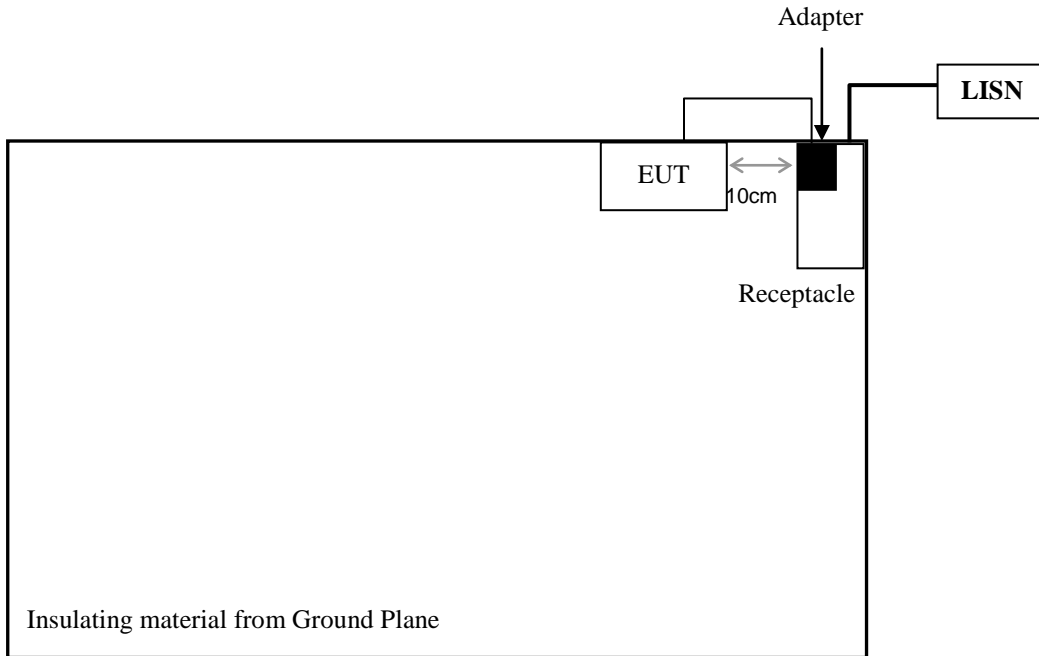 Adapter
LISN
EUT
10cm
Receptacle
Insulating material from Ground Plane